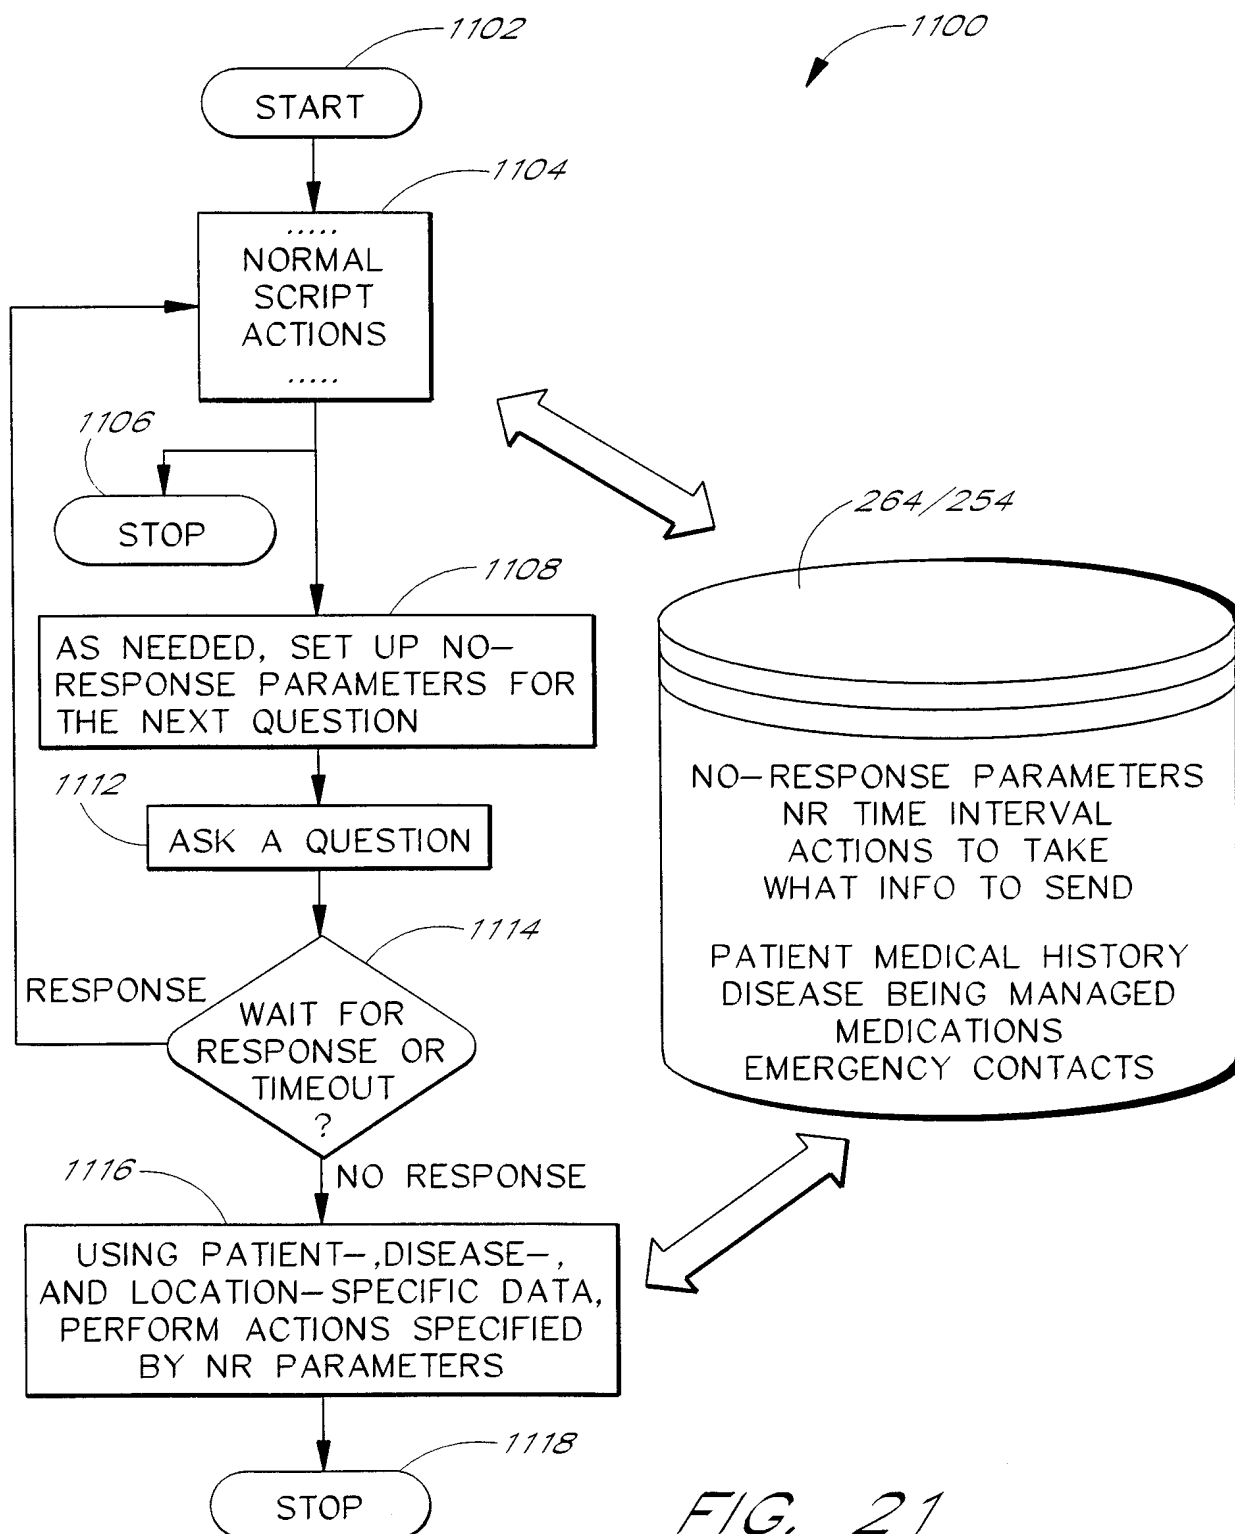 1102
1100
START
1104
.....
NORMAL
SCRIPT
ACTIONS
.....
1106
STOP
264/254
1108
AS NEEDED, SET UP NO-
RESPONSE PARAMETERS FOR
THE NEXT QUESTION
1112
ASK A QUESTION
NO-RESPONSE PARAMETERS
NR TIME INTERVAL
ACTIONS TO TAKE
WHAT INFO TO SEND
PATIENT MEDICAL HISTORY
DISEASE BEING MANAGED
MEDICATIONS
EMERGENCY CONTACTS
1114
RESPONSE
WAIT FOR
RESPONSE OR
TIMEOUT
?
NO RESPONSE
1116
USING PATIENT-,DISEASE-,
AND LOCATION-SPECIFIC DATA,
PERFORM ACTIONS SPECIFIED
BY NR PARAMETERS
1118
STOP
FIG. 21